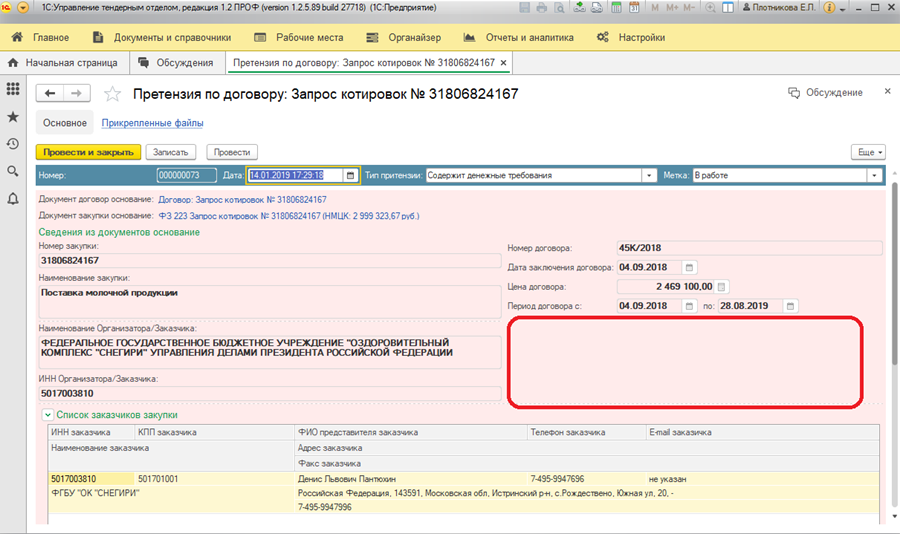 1С:Управление тендерным отделом, редакция 1.2 ПРОФ (version 1.2.5.89 build 27718) (1С:Предприятие)
M M+ M- Плотникова Е.П.
Главное Документы и справочники Рабочие места Органайзер Отчеты и аналитика Настройки
Начальная страница Обсуждения Претензия по договору: Запрос котировок № 31806824167 ×
Претензия по договору: Запрос котировок № 31806824167 Обсуждение ×
Основное Прикрепленные файлы
Провести и закрыть Записать Провести Еще
Номер: 000000073 Дата: 14.01.2019 17:29:18 Тип притензии: Содержит денежные требования Метка: В работе
Документ договор основание: Договор: Запрос котировок № 31806824167
Документ закупки основание: ФЗ 223 Запрос котировок № 31806824167 (НМЦК: 2 999 323,67 руб.)
Сведения из документов основание
Номер закупки:
31806824167
Наименование закупки:
Поставка молочной продукции
Номер договора: 45К/2018
Дата заключения договора: 04.09.2018
Цена договора: 2 469 100,00
Период договора с: 04.09.2018 по: 28.08.2019
Наименование Организатора/Заказчика:
ФЕДЕРАЛЬНОЕ ГОСУДАРСТВЕННОЕ БЮДЖЕТНОЕ УЧРЕЖДЕНИЕ "ОЗДОРОВИТЕЛЬНЫЙ
КОМПЛЕКС "СНЕГИРИ" УПРАВЛЕНИЯ ДЕЛАМИ ПРЕЗИДЕНТА РОССИЙСКОЙ ФЕДЕРАЦИИ
ИНН Организатора/Заказчика:
5017003810
Список заказчиков закупки
ИНН заказчика КПП заказчика ФИО представителя заказчика Телефон заказчика E-mail заказчика
Наименование заказчика Адрес заказчика
Факс заказчика
5017003810 501701001 Денис Львович Пантюхин 7-495-9947696 не указан
ФГБУ "ОК "СНЕГИРИ" Российская Федерация, 143591, Московская обл, Истринский р-н, с.Рождествено, Южная ул, 20, -
7-495-9947996